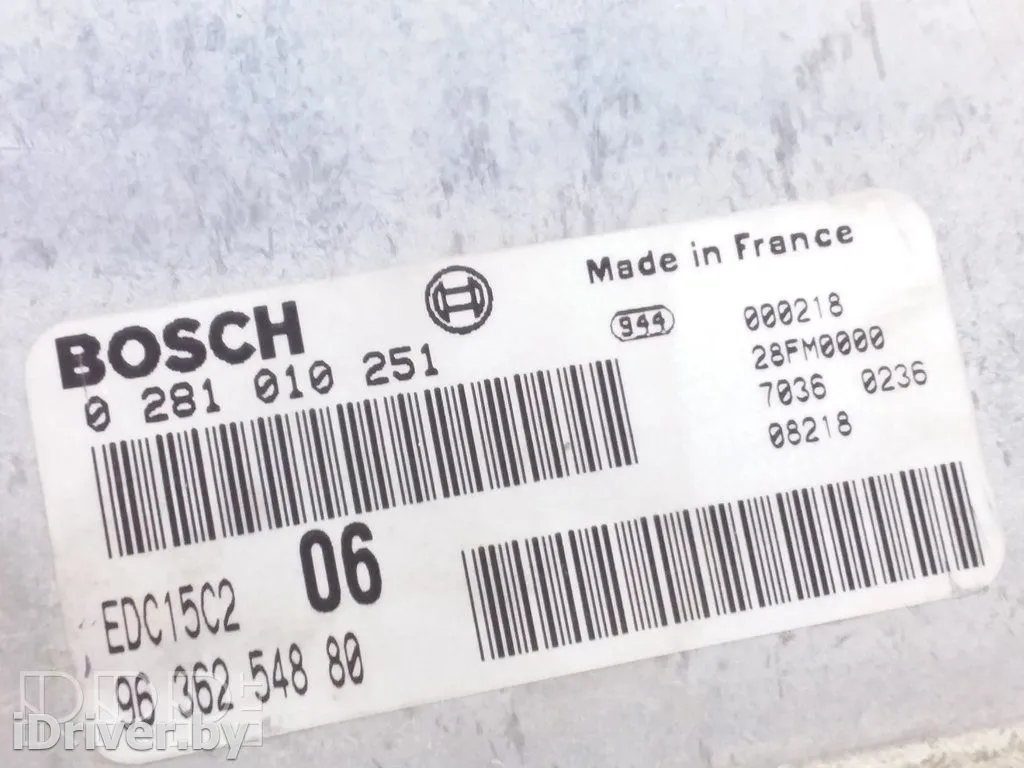 BOSCH
0 281 010 251
Made in France
944
000218
28FM0000
7036 0236
08218
06
EDC15C2
96 362 548 80
iDriver.by